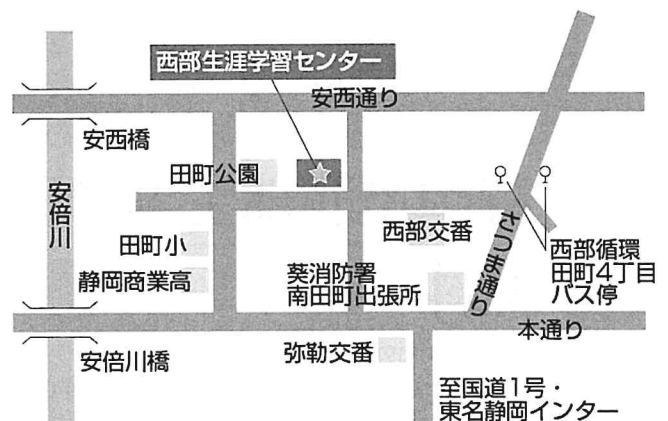 西部生涯学習センター
安西通り
安西橋
田町公園
安倍川
西部交番
さつま通り
西部循環
田町4丁目
バス停
田町小
静岡商業高
葵消防署
南田町出張所
本通り
安倍川橋
弥勒交番
至国道1号・
東名静岡インター